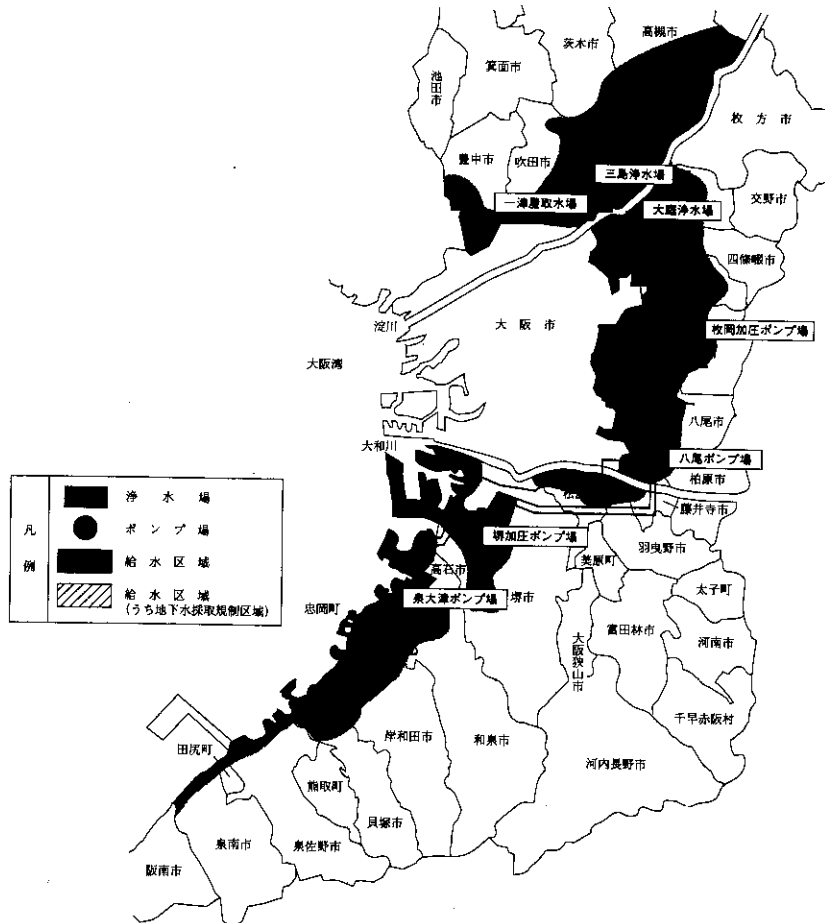 高槻市
茨木市
箕面市
池田市
枚方市
豊中市
吹田市
三島浄水場
一津屋取水場
大庭浄水場
交野市
四條畷市
淀川
大阪市
枚岡加圧ポンプ場
大阪湾
八尾市
大和川
八尾ポンプ場
柏原市
松
藤井寺市
凡例
浄水場
ポンプ場
給水区域
給水区域
(うち地下水採取規制区域)
堺加圧ポンプ場
美原町
羽曳野市
高石市
太子町
泉大津ポンプ場
堺市
忠岡町
富田林市
河南市
大阪狭山市
千早赤阪村
岸和田市
和泉市
田尻町
河内長野市
熊取町
貝塚市
泉南市
泉佐野市
阪南市